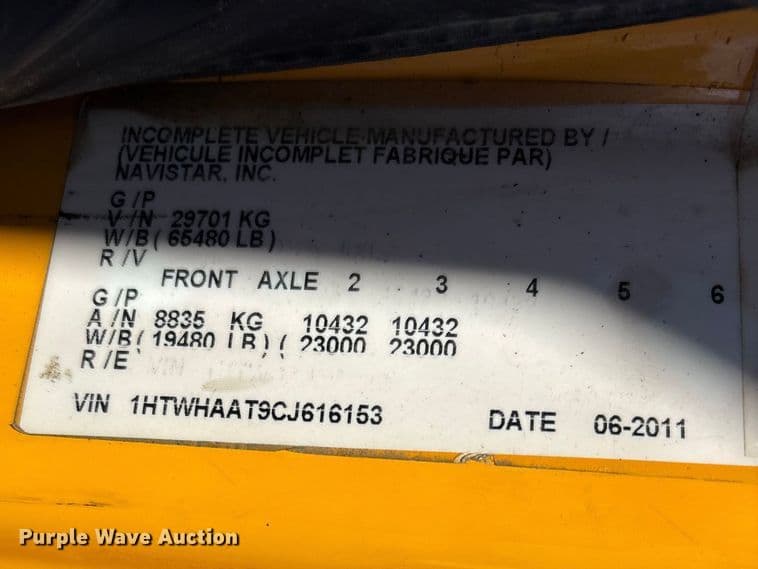 INCOMPLETE VEHICLE MANUFACTURED BY /
(VEHICULE INCOMPLET FABRIQUE PAR)
NAVISTAR, INC.
G /P
V /N 29701 KG
W/B ( 65480 LB )
R /V
FRONT AXLE 2 3 4 5 6
G /P
A /N 8835 KG 10432 10432
W/B ( 19480 LB ) ( 23000 23000
R /E
VIN 1HTWHAAT9CJ616153 DATE 06-2011
Purple Wave Auction